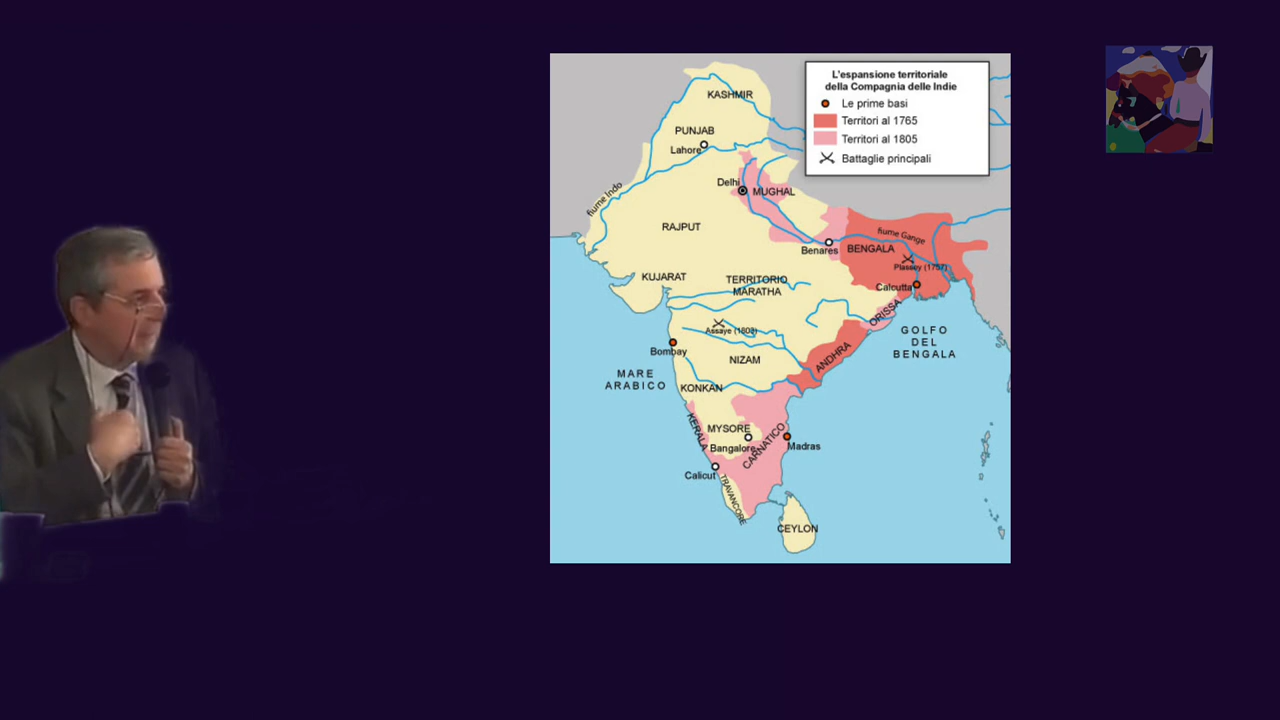 L'espansione territoriale
della Compagnia delle Indie
Le prime basi
Territori al 1765
Territori al 1805
Battaglie principali
KASHMIR
PUNJAB
Lahore
fiume Indo
Delhi
MUGHAL
RAJPUT
Benares
fiume Gange
BENGALA
Plassey (1757)
KUJARAT
TERRITORIO
MARATHA
Calcutta
ORISSA
Assaye (1803)
GOLFO
DEL
BENGALA
Bombay
NIZAM
ANDHRA
MARE
ARABICO
KONKAN
KERALA
MYSORE
Bangalore
CARNATICO
Madras
Calicut
TRAVANCORE
CEYLON